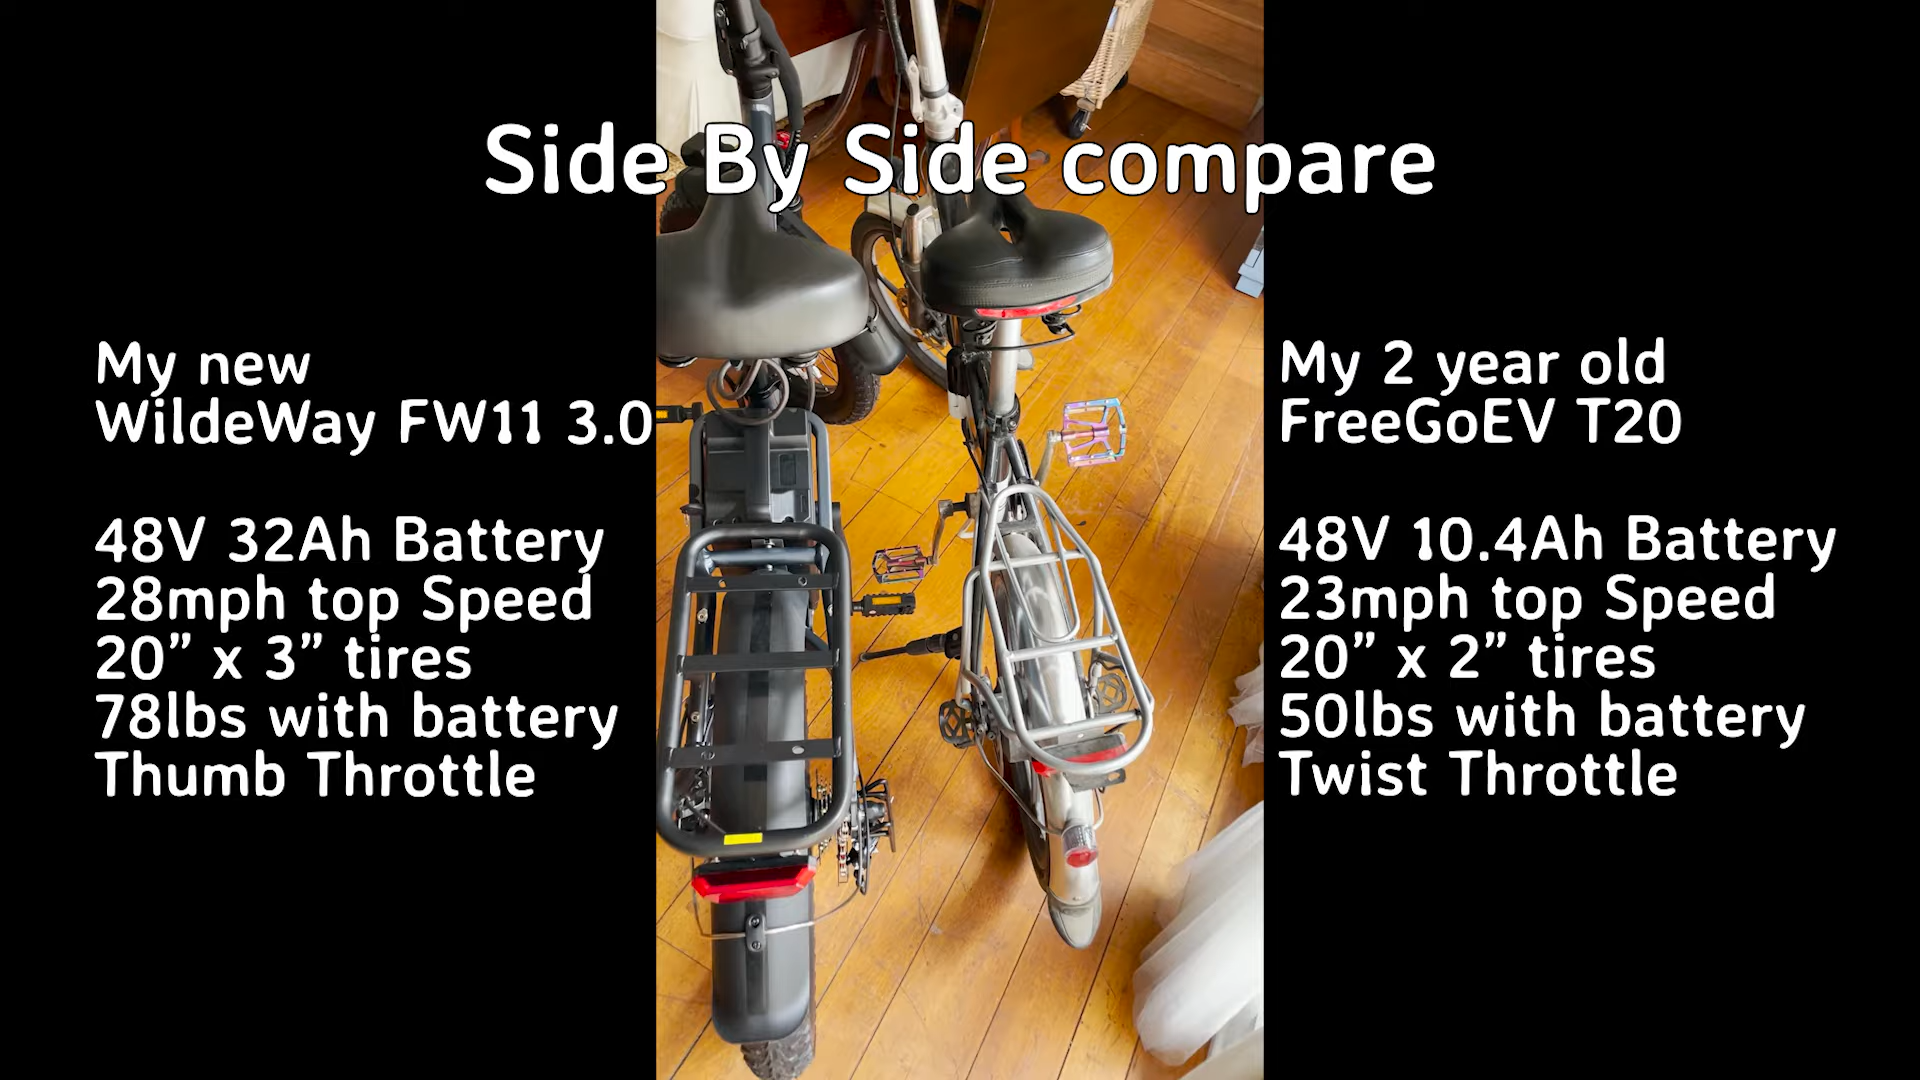 Side By Side compare
My new
WildeWay FW11 3.0
48V 32Ah Battery
28mph top Speed
20” x 3” tires
78lbs with battery
Thumb Throttle
My 2 year old
FreeGoEV T20
48V 10.4Ah Battery
23mph top Speed
20” x 2” tires
50lbs with battery
Twist Throttle